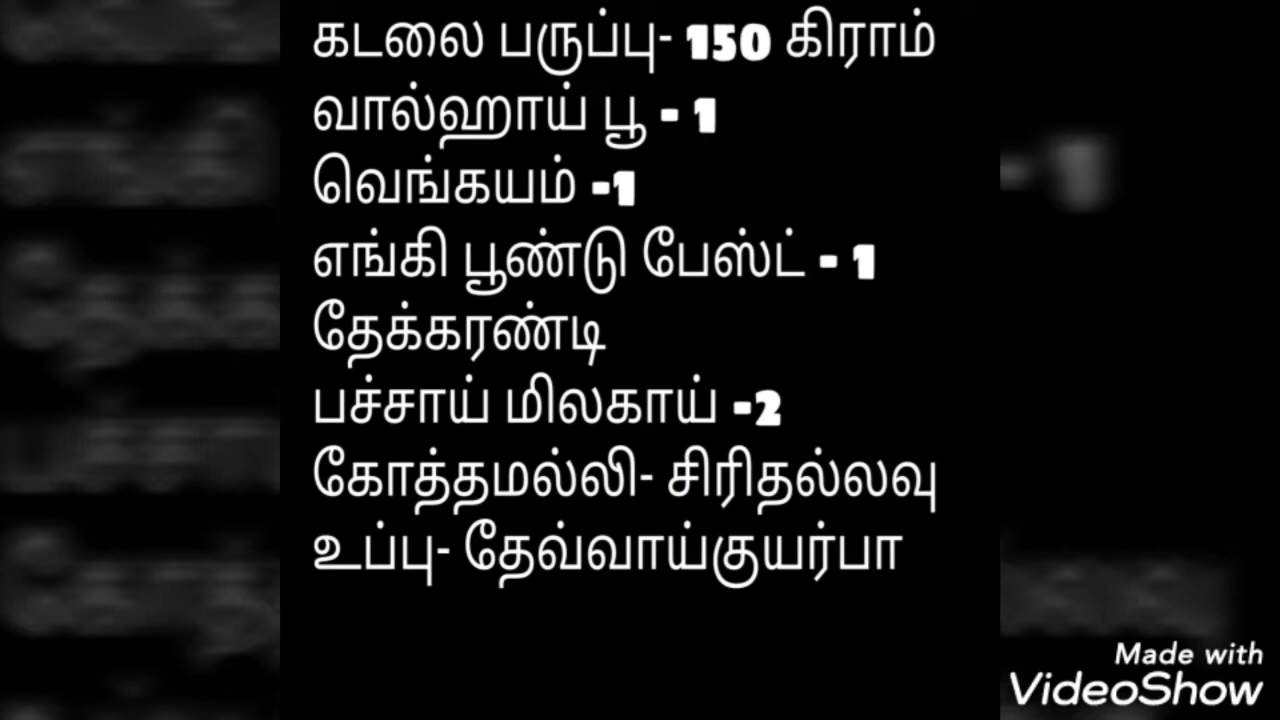 கடலை பருப்பு- 150 கிராம்
வால்ஹாய் பூ - 1
வெங்கயம் -1
எங்கி பூண்டு பேஸ்ட் - 1
தேக்கரண்டி
பச்சாய் மிலகாய் -2
கோத்தமல்லி- சிரிதல்லவு
உப்பு- தேவ்வாய்குயர்பா
Made with
VideoShow